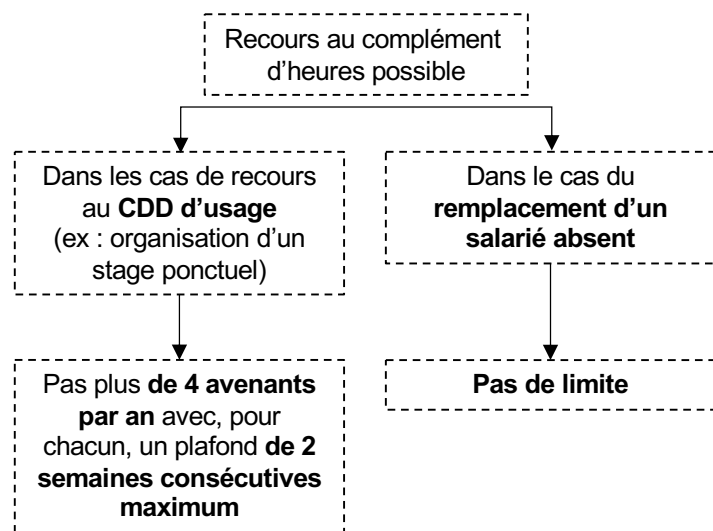 Recours au complément
d'heures possible
Dans les cas de recours
au CDD d'usage
(ex : organisation d'un
stage ponctuel)
Dans le cas du
remplacement d'un
salarié absent
Pas plus de 4 avenants
par an avec, pour
chacun, un plafond de 2
semaines consécutives
maximum
Pas de limite